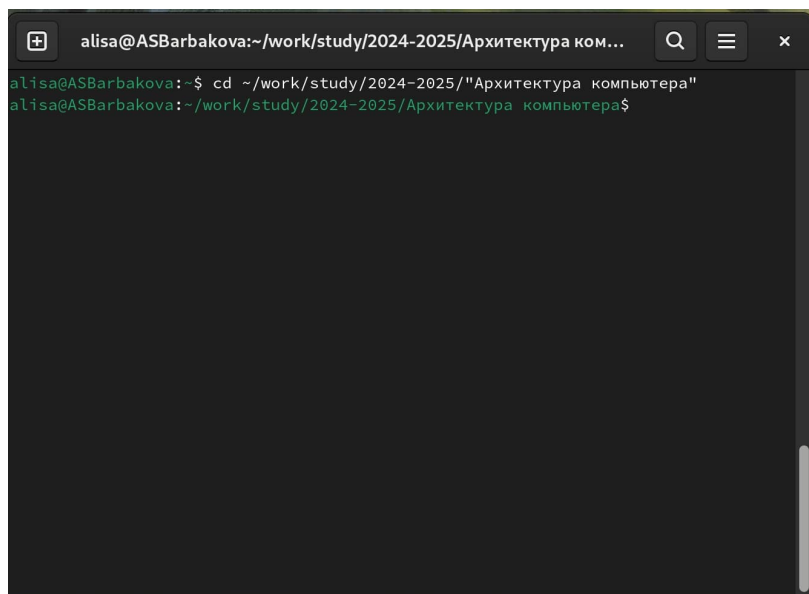 alisa@ASBarbakova:~/work/study/2024-2025/Архитектура ком...
alisa@ASBarbakova:~$ cd ~/work/study/2024-2025/"Архитектура компьютера"
alisa@ASBarbakova:~/work/study/2024-2025/Архитектура компьютера$